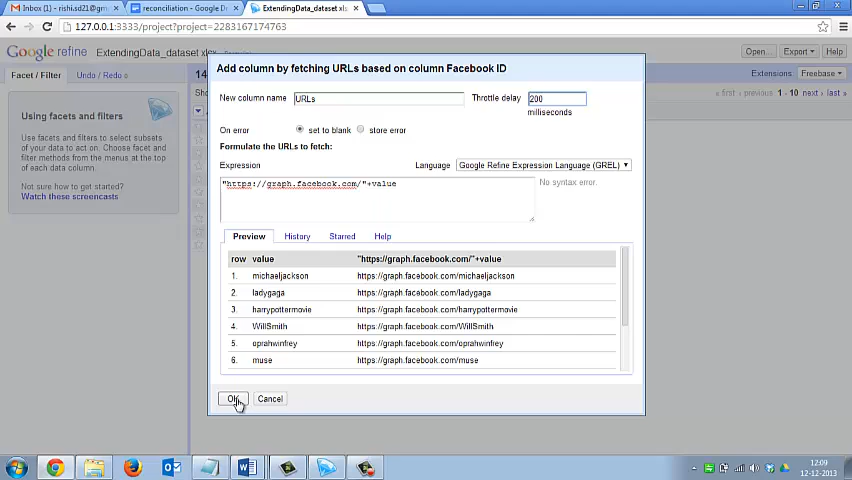 Inbox (1) - rishi.sd21@gm
reconciliation - Google D
ExtendingData_dataset xls
127.0.0.1:3333/project?project=2283167174763
Google refine
ExtendingData_dataset xlsx
Open...
Export
Help
Facet / Filter
Undo / Redo 0
14
Extensions:
Freebase
Sho
« first ‹ previous 1 - 10 next › last »
Using facets and filters
Use facets and filters to select subsets
of your data to act on. Choose facet
and filter methods from the menus at the
top of each data column.
Not sure how to get started?
Watch these screencasts
Add column by fetching URLs based on column Facebook ID
New column name
URLs
Throttle delay
200
milliseconds
On error
set to blank
store error
Formulate the URLs to fetch:
Expression
Language
Google Refine Expression Language (GREL)
"https://graph.facebook.com/"+value
No syntax error.
Preview
History
Starred
Help
row value "https://graph.facebook.com/"+value
1. michaeljackson https://graph.facebook.com/michaeljackson
2. ladygaga https://graph.facebook.com/ladygaga
3. harrypottermovie https://graph.facebook.com/harrypottermovie
4. WillSmith https://graph.facebook.com/WillSmith
5. oprahwinfrey https://graph.facebook.com/oprahwinfrey
6. muse https://graph.facebook.com/muse
OK
Cancel
12:09
12-12-2013